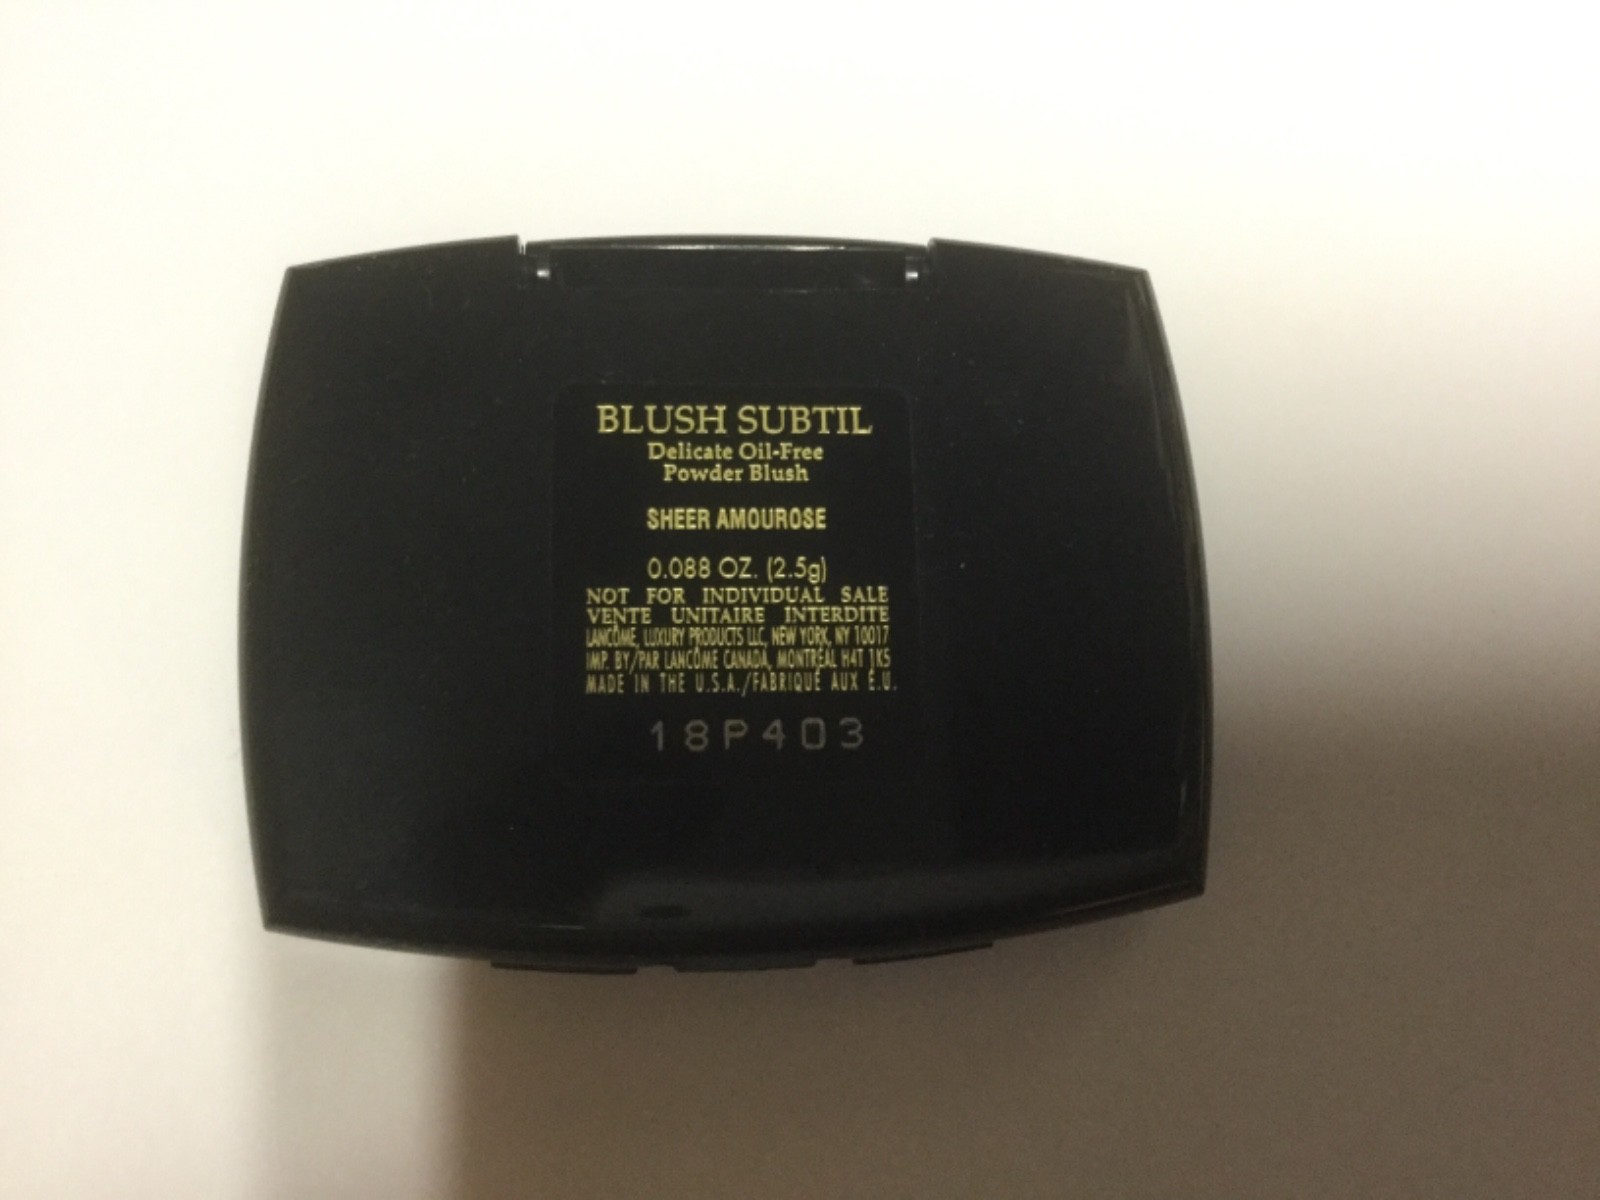 BLUSH SUBTIL
Delicate Oil-Free
Powder Blush
SHEER AMOUROSE
0.088 OZ. (2.5g)
NOT FOR INDIVIDUAL SALE
VENTE UNITAIRE INTERDITE
LANCÔME, LUXURY PRODUCTS LLC, NEW YORK, NY 10017
IMP. BY/PAR LANCÔME CANADA, MONTRÉAL H4T 1K5
MADE IN THE U.S.A./FABRIQUÉ AUX É.U.
18P403